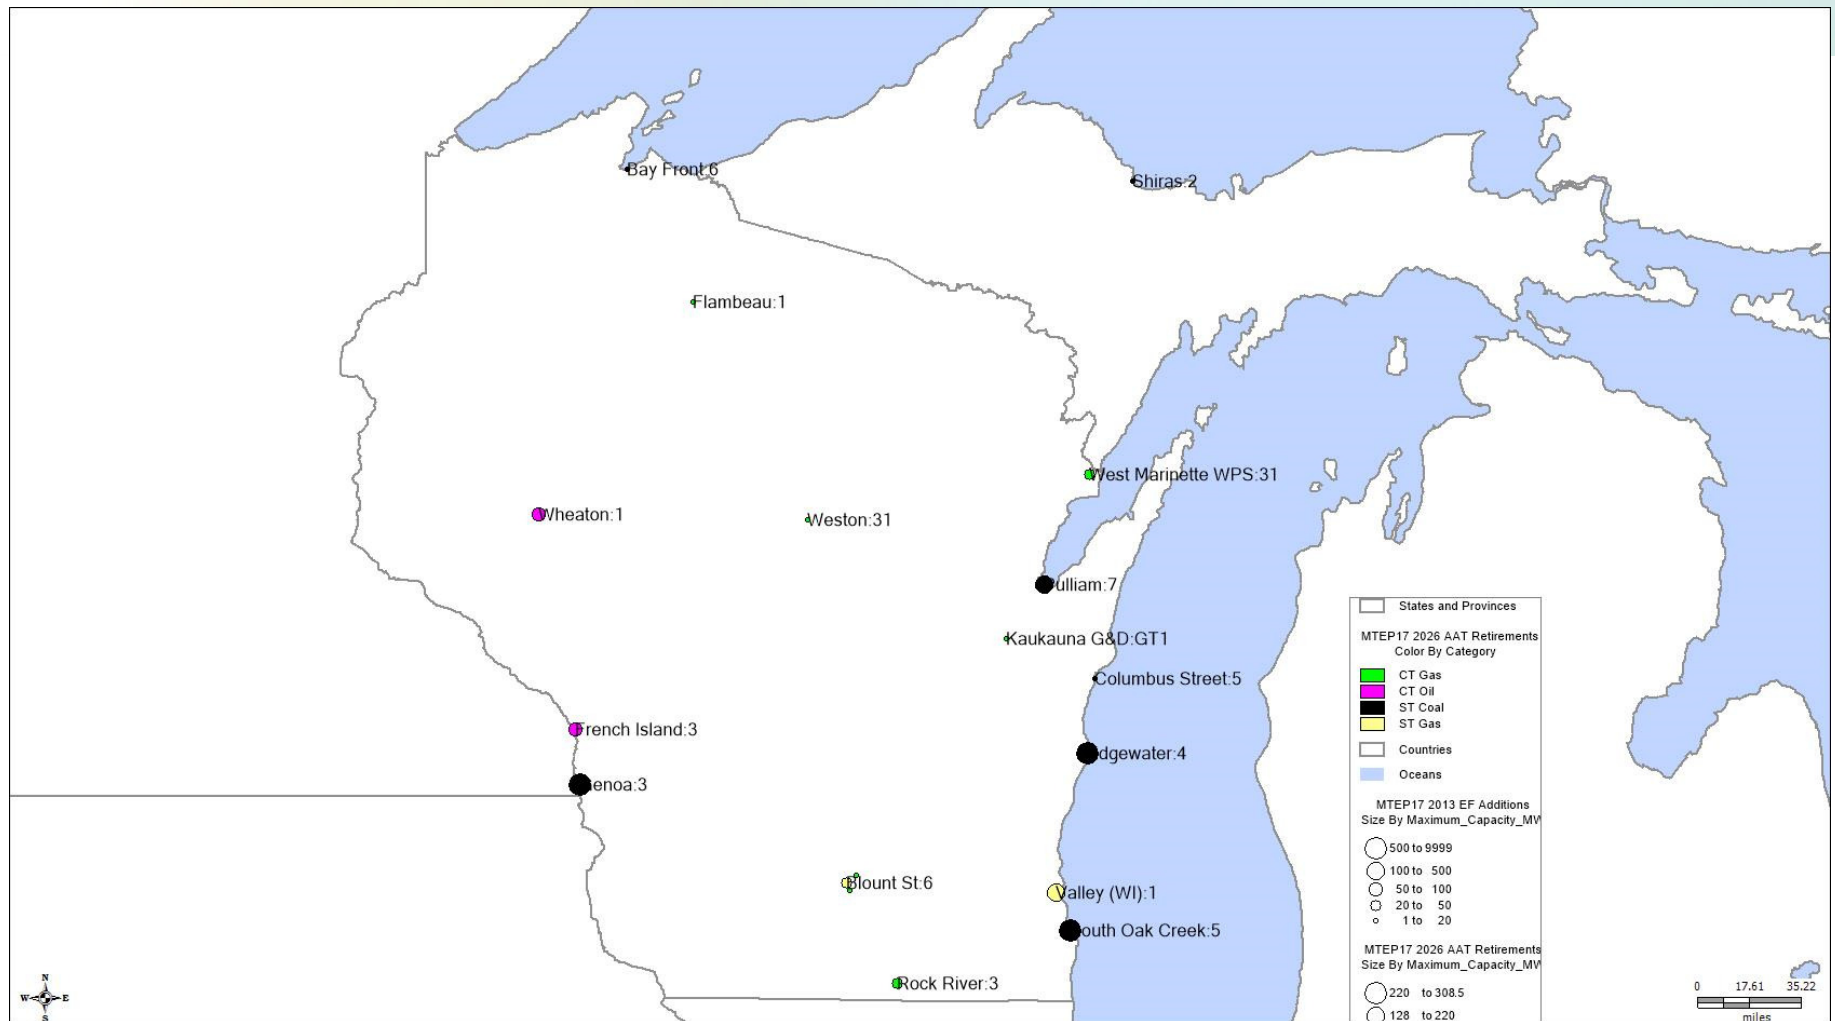 Bay Front 6
Shiras:2
Flambeau:1
West Marinette WPS:31
Wheaton:1
Weston:31
ulliam:7
Kaukauna G&D:GT1
Columbus Street:5
French Island:3
dgewater:4
enoa:3
Blount St:6
Valley (WI):1
outh Oak Creek:5
Rock River:3
States and Provinces
MTEP17 2026 AAT Retirements
Color By Category
CT Gas
CT Oil
ST Coal
ST Gas
Countries
Oceans
MTEP17 2013 EF Additions
Size By Maximum_Capacity_MW
500 to 9999
100 to 500
50 to 100
20 to 50
1 to 20
MTEP17 2026 AAT Retirements
Size By Maximum_Capacity_MW
220 to 308.5
128 to 220
N
W E
S
0 17.61 35.22
miles